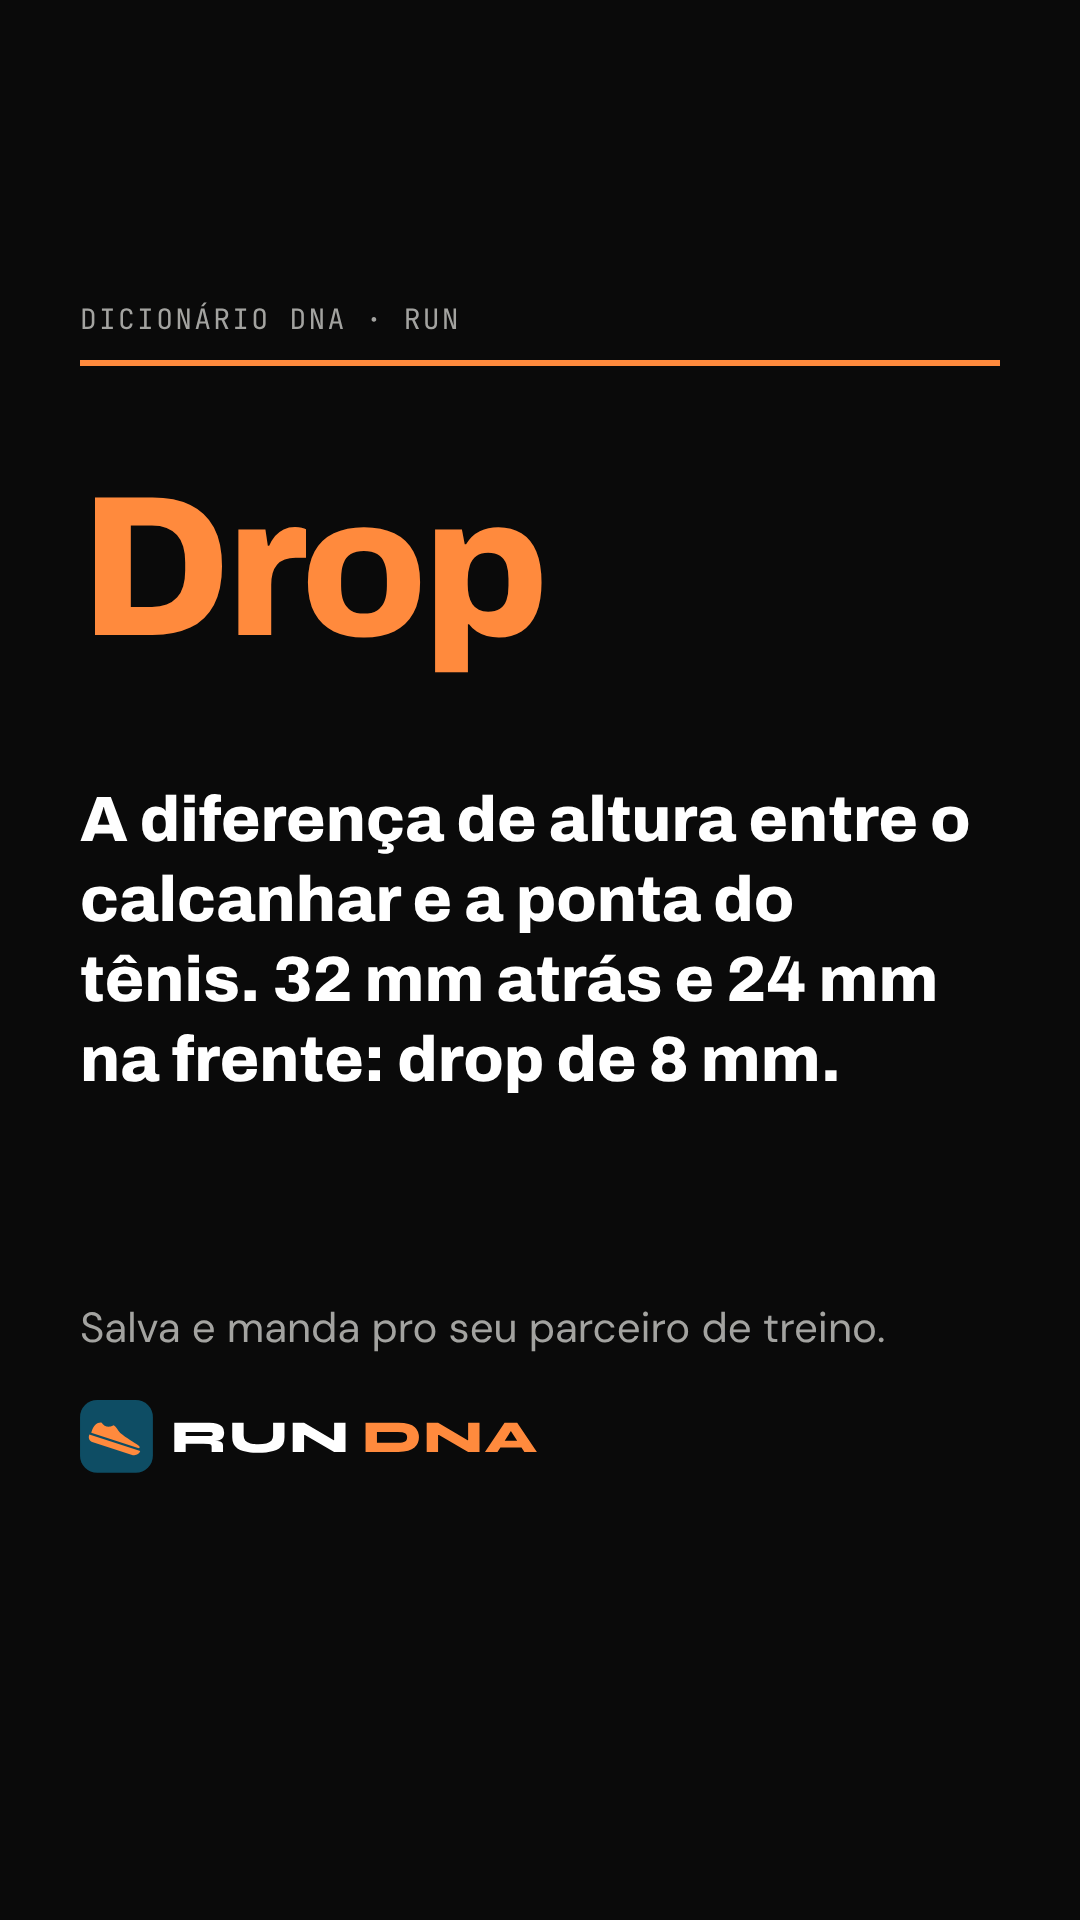 DICIONÁRIO DNA · RUN
Drop
A diferença de altura entre o
calcanhar e a ponta do
tênis. 32 mm atrás e 24 mm
na frente: drop de 8 mm.
Salva e manda pro seu parceiro de treino.
RUN DNA